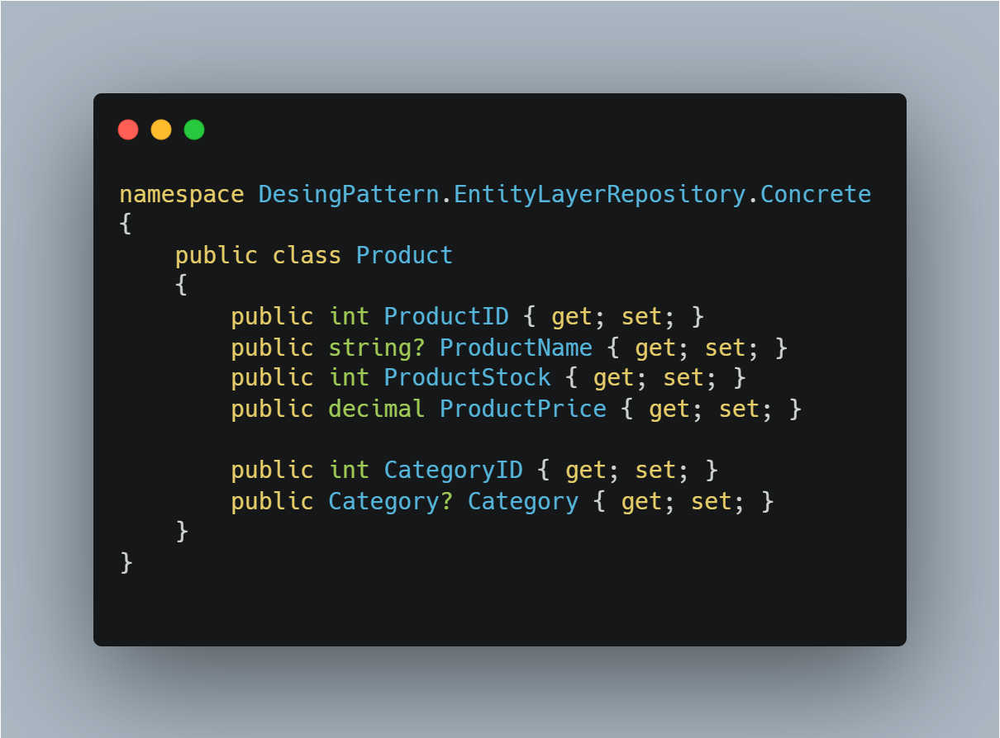 namespace DesingPattern.EntityLayerRepository.Concrete
{
    public class Product
    {
        public int ProductID { get; set; }
        public string? ProductName { get; set; }
        public int ProductStock { get; set; }
        public decimal ProductPrice { get; set; }

        public int CategoryID { get; set; }
        public Category? Category { get; set; }
    }
}